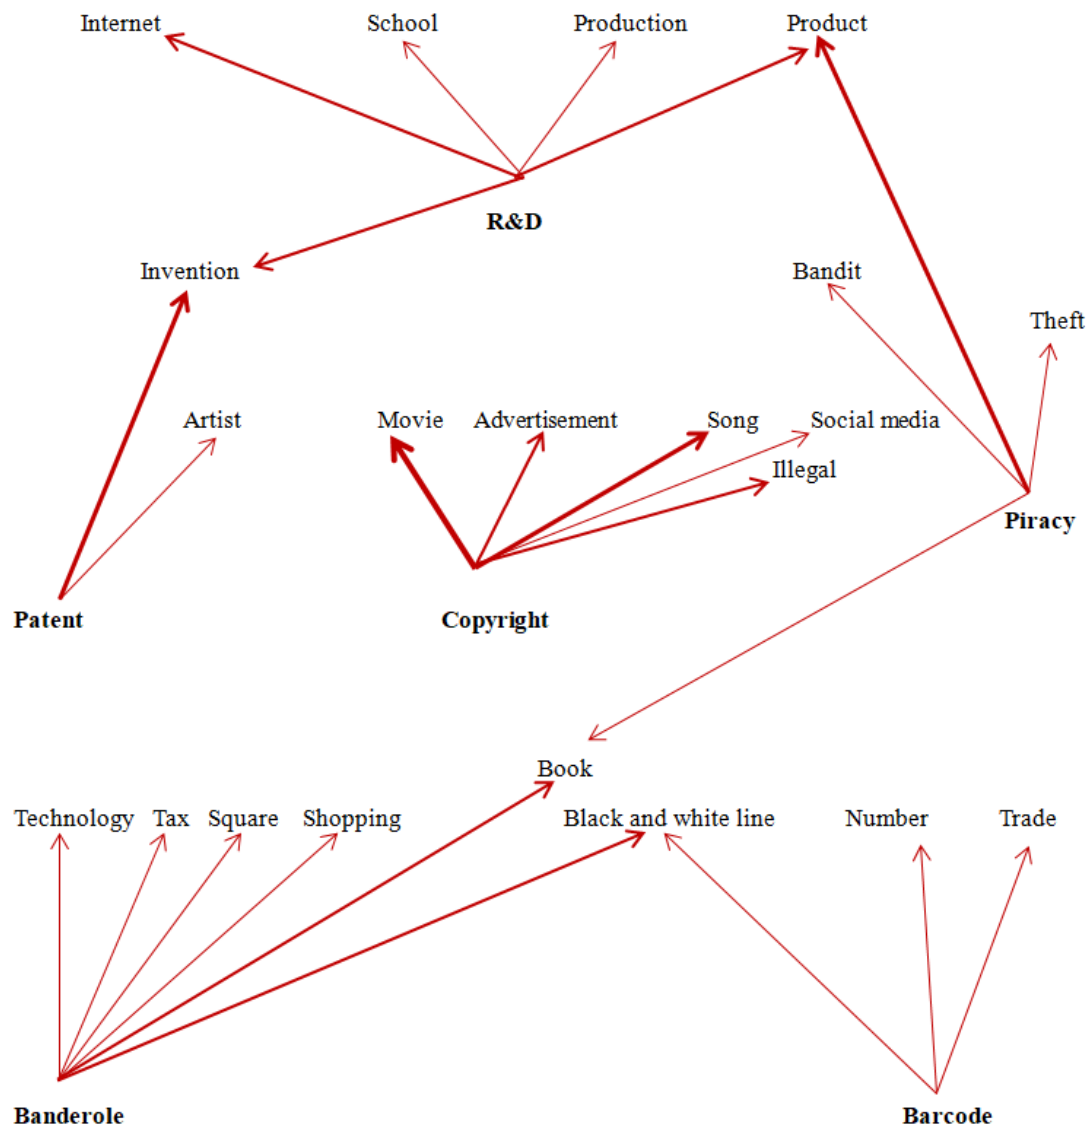 Internet
School
Production
Product
R&D
Invention
Bandit
Theft
Artist
Movie
Advertisement
Song
Social media
Illegal
Piracy
Patent
Copyright
Book
Technology
Tax
Square
Shopping
Black and white line
Number
Trade
Banderole
Barcode